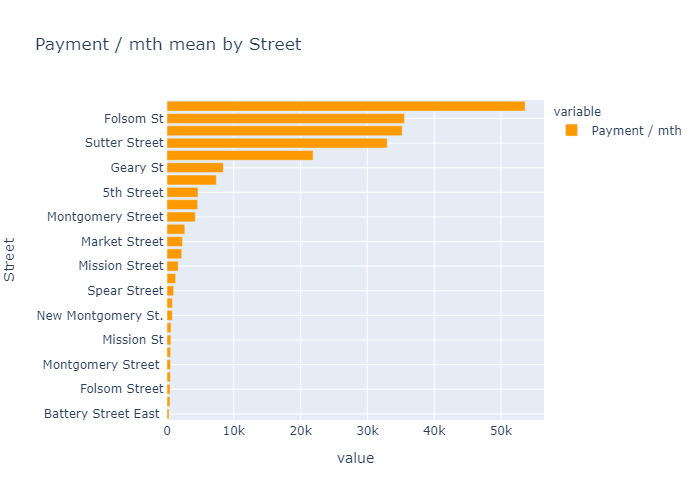 Payment / mth mean by Street
variable
Payment / mth
Folsom St
Sutter Street
Geary St
5th Street
Montgomery Street
Market Street
Mission Street
Spear Street
New Montgomery St.
Mission St
Montgomery Street
Folsom Street
Battery Street East
Street
0 10k 20k 30k 40k 50k
value